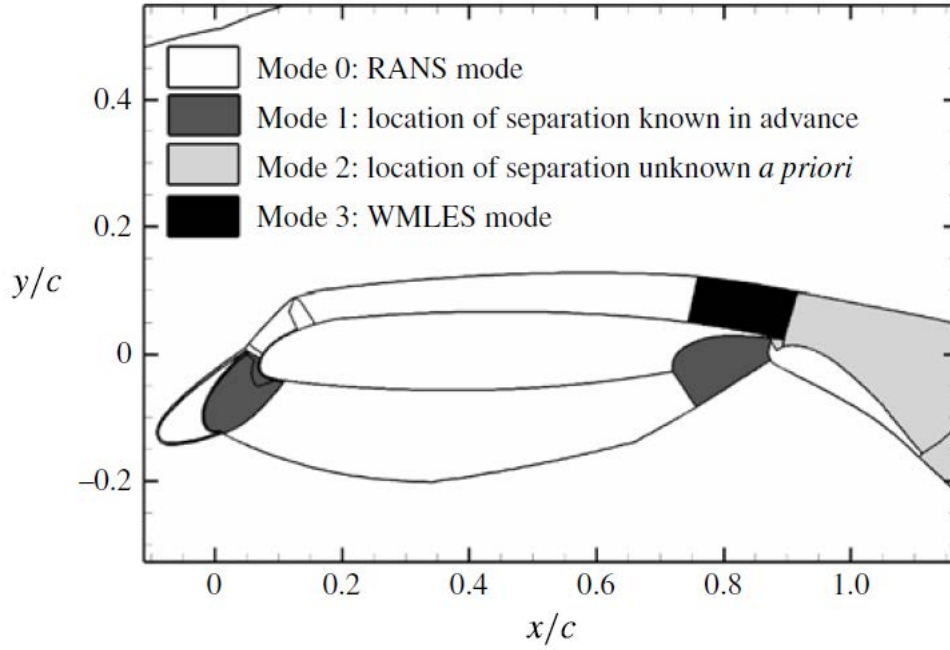 Mode 0: RANS mode
Mode 1: location of separation known in advance
Mode 2: location of separation unknown a priori
Mode 3: WMLES mode
0.4
0.2
y/c
0
–0.2
0 0.2 0.4 0.6 0.8 1.0
x/c